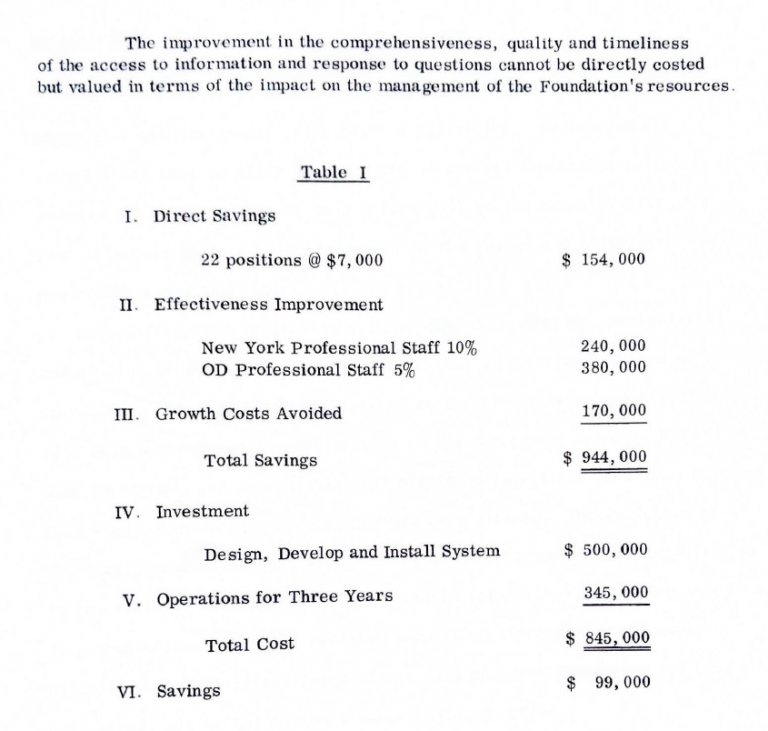 The improvement in the comprehensiveness, quality and timeliness
of the access to information and response to questions cannot be directly costed
but valued in terms of the impact on the management of the Foundation's resources.
Table I
I. Direct Savings
22 positions @ $7,000 $ 154,000
II. Effectiveness Improvement
New York Professional Staff 10% 240,000
OD Professional Staff 5% 380,000
III. Growth Costs Avoided 170,000
Total Savings $ 944,000
IV. Investment
Design, Develop and Install System $ 500,000
V. Operations for Three Years 345,000
Total Cost $ 845,000
VI. Savings $ 99,000